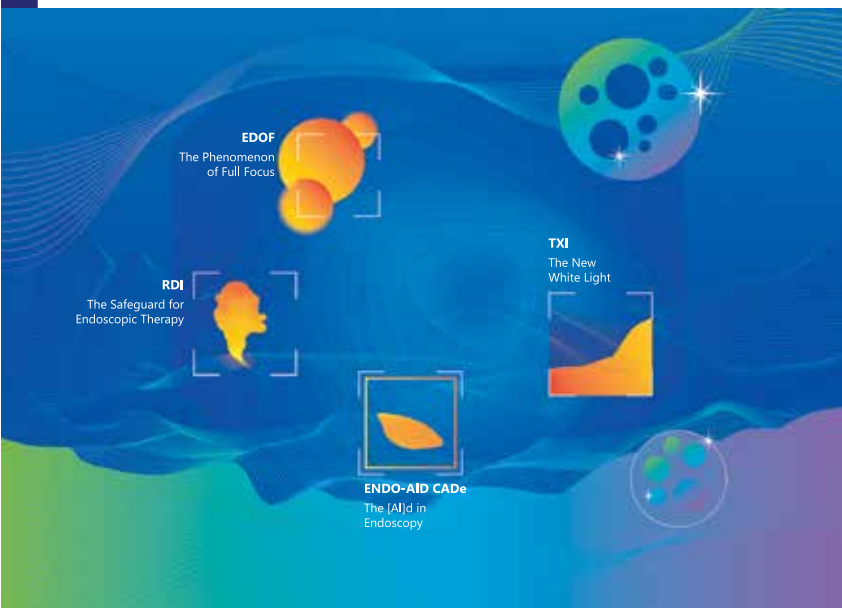 EDOF
The Phenomenon
of Full Focus
TXI
The New
White Light
RDI
The Safeguard for
Endoscopic Therapy
ENDO-AID CADe
The [AI]d in
Endoscopy